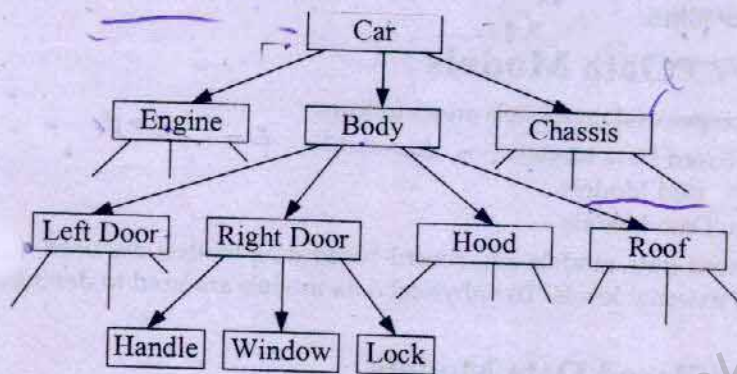 Car
Engine Body Chassis
Left Door Right Door Hood Roof
Handle Window Lock